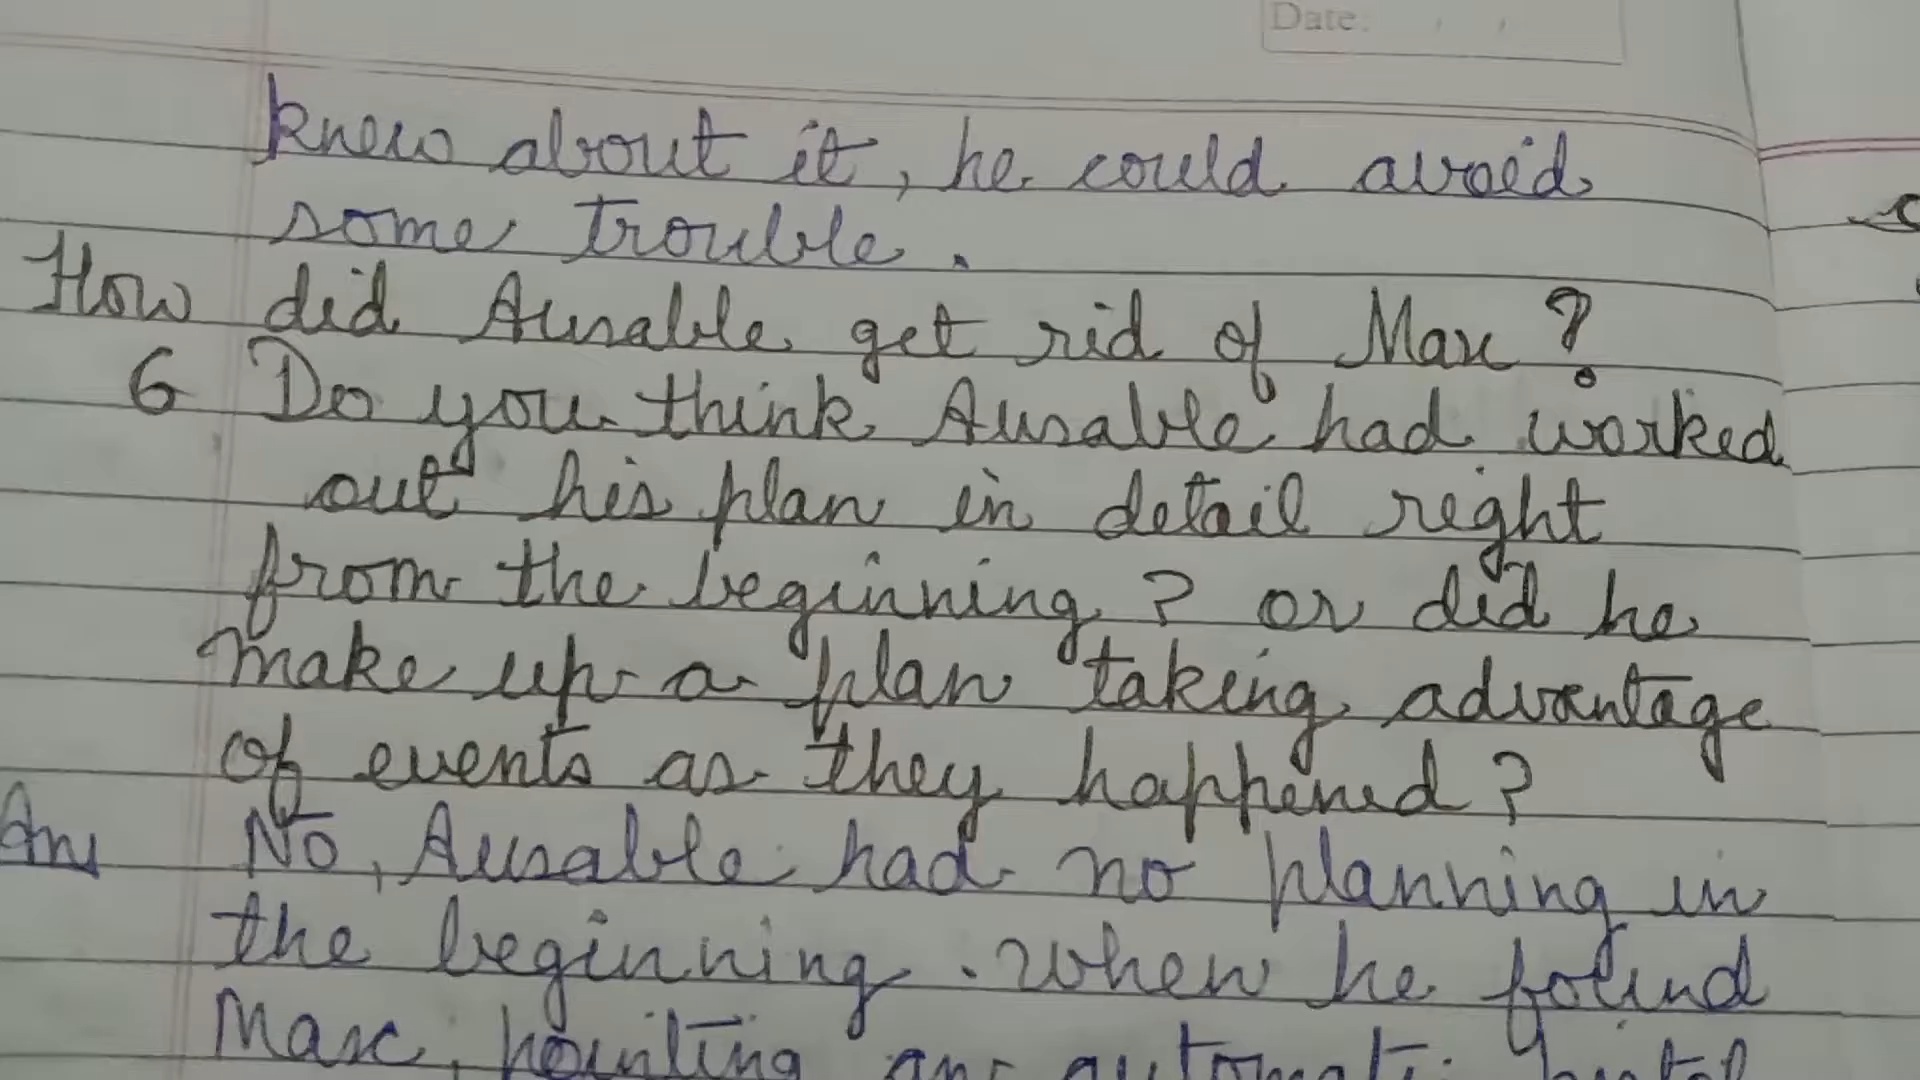 Date:
knew about it, he could avoid
some trouble.
How did Ausable get rid of Max?
6 Do you think Ausable had worked
out his plan in detail right
from the beginning? or did he
make up a plan taking advantage
of events as they happened?
Ans No, Ausable had no planning in
the beginning. When he found
Max, pointing an automatic pistol